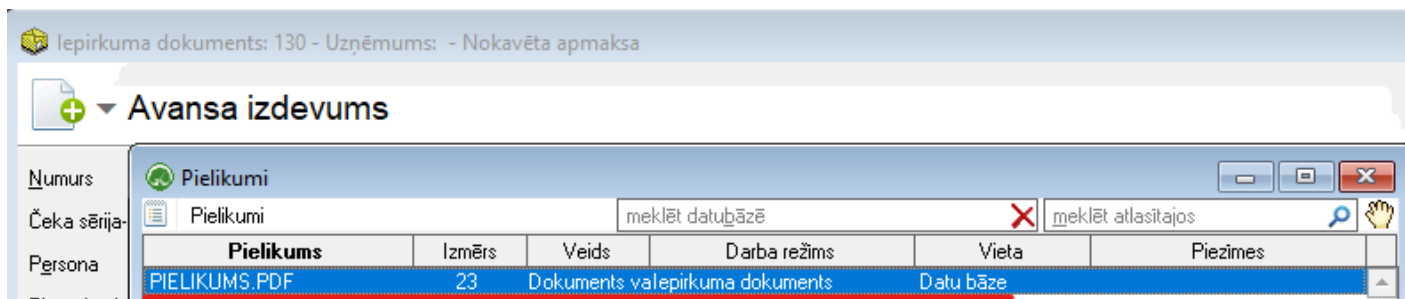 Iepirkuma dokuments: 130 - Uzņēmums: - Nokavēta apmaksa
Avansa izdevums
Numurs
Čeka sērija-
Persona
Pielikumi
Pielikumi meklēt datubāzē meklēt atlasītajos
Pielikums Izmērs Veids Darba režīms Vieta Piezīmes
PIELIKUMS.PDF 23 Dokuments va Iepirkuma dokuments Datu bāze